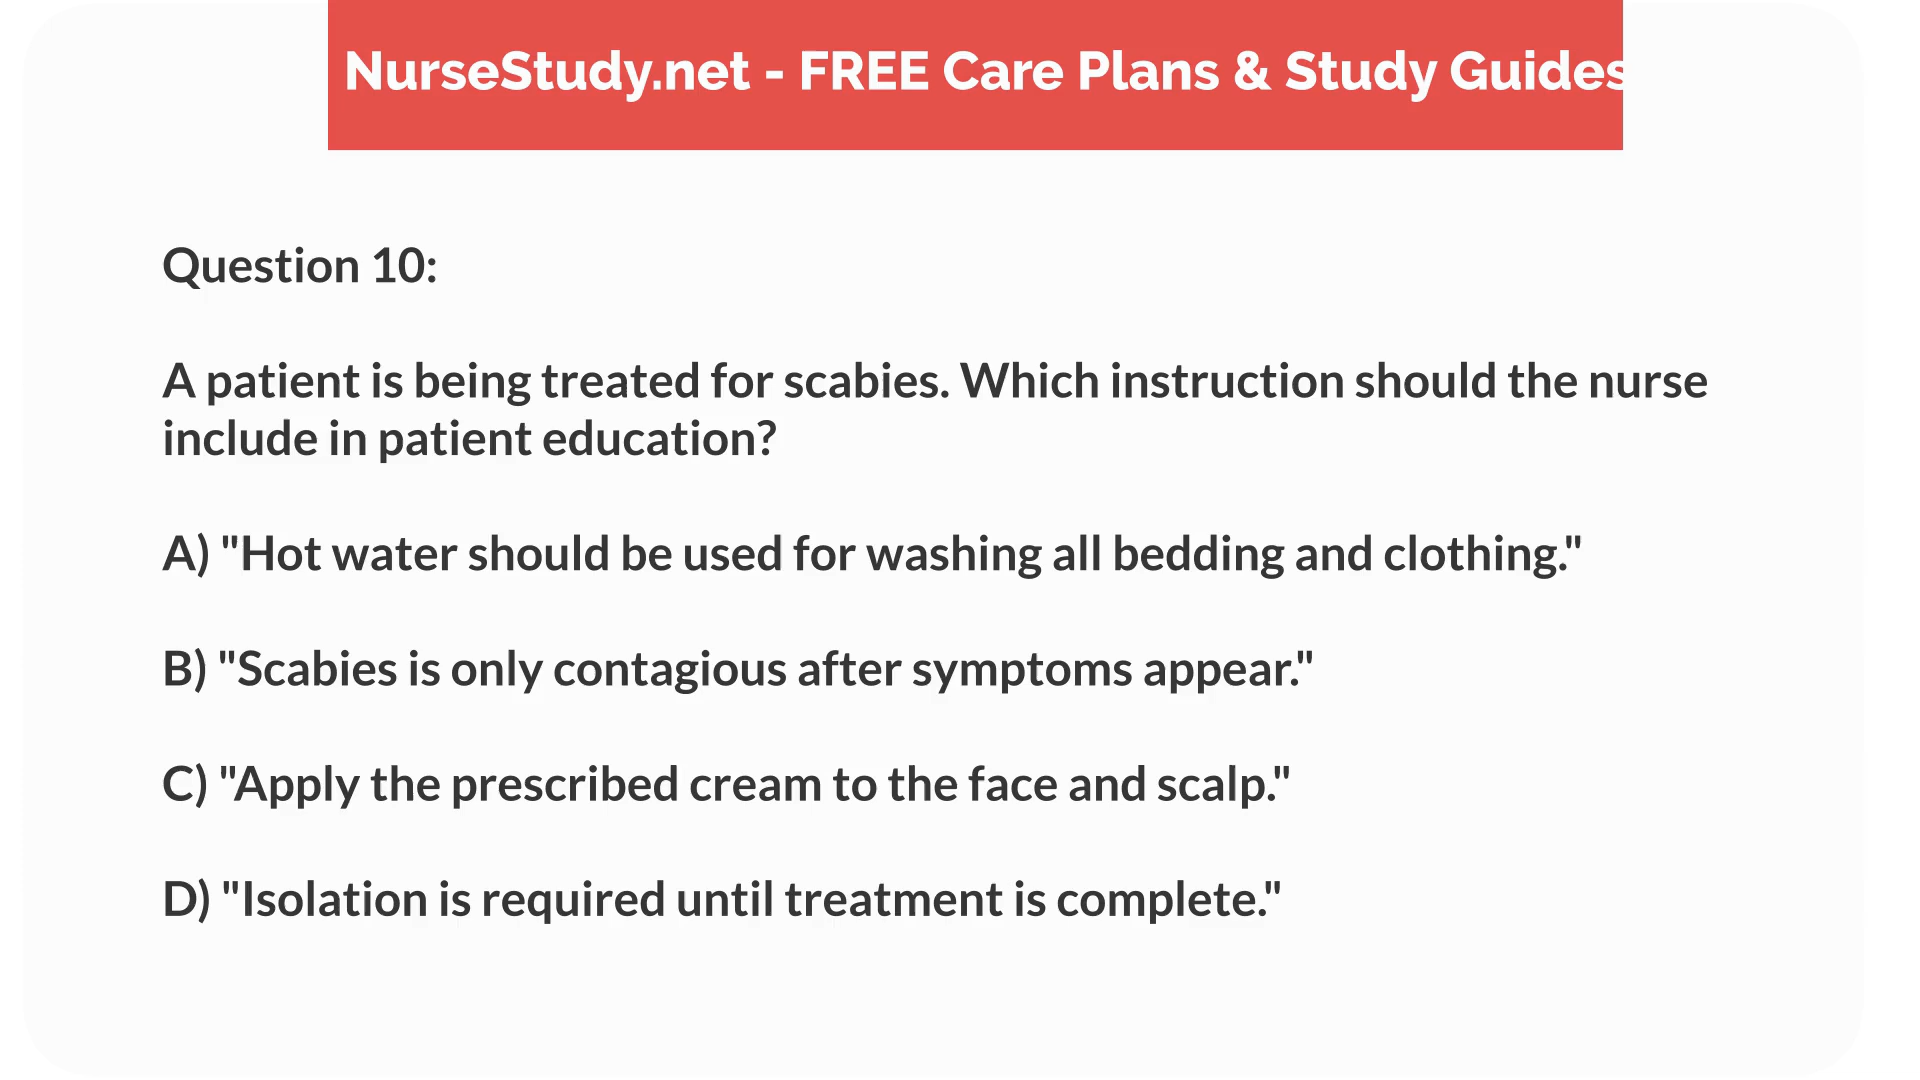 NurseStudy.net - FREE Care Plans & Study Guides
Question 10:
A patient is being treated for scabies. Which instruction should the nurse
include in patient education?
A) "Hot water should be used for washing all bedding and clothing."
B) "Scabies is only contagious after symptoms appear."
C) "Apply the prescribed cream to the face and scalp."
D) "Isolation is required until treatment is complete."